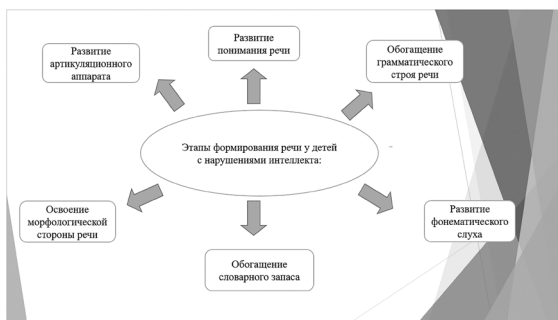 Развитие
понимания речи
Развитие
артикуляционного
аппарата
Обогащение
грамматического
строя речи
Этапы формирования речи у детей
с нарушениями интеллекта:
Освоение
морфологической
стороны речи
Развитие
фонематического
слуха
Обогащение
словарного запаса